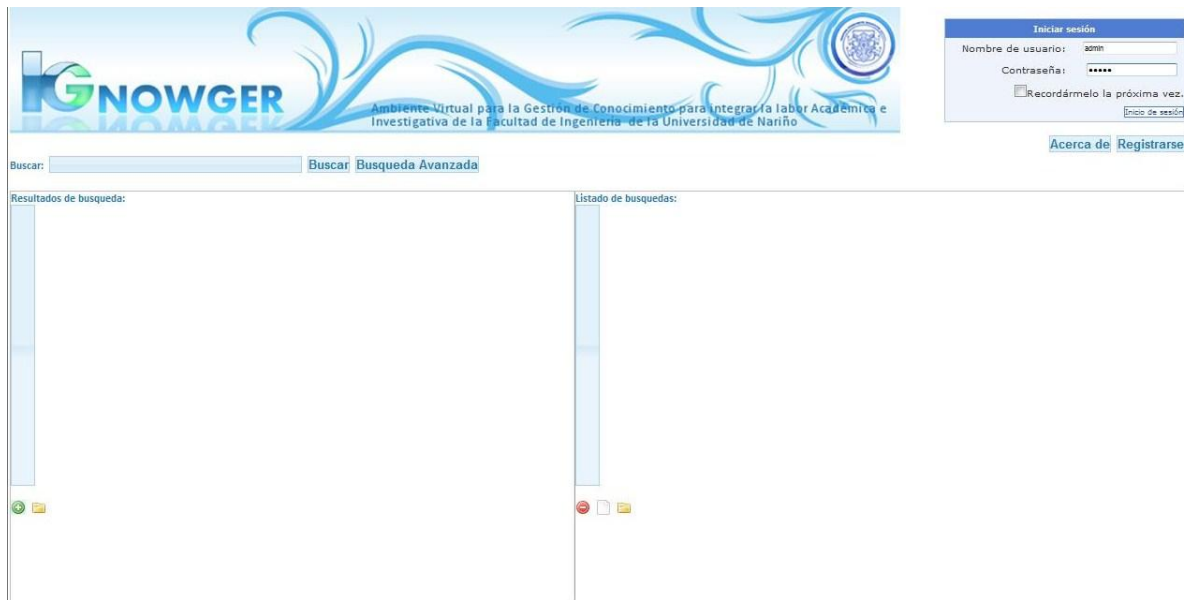 KGNOWGER
Ambiente Virtual para la Gestión de Conocimiento para integrar la labor Académica e
Investigativa de la Facultad de Ingeniería de la Universidad de Nariño
Iniciar sesión
Nombre de usuario: admin
Contraseña: •••••
Recordármelo la próxima vez.
Inicio de sesión
Acerca de Registrarse
Buscar: Buscar Busqueda Avanzada
Resultados de busqueda:
Listado de busquedas: